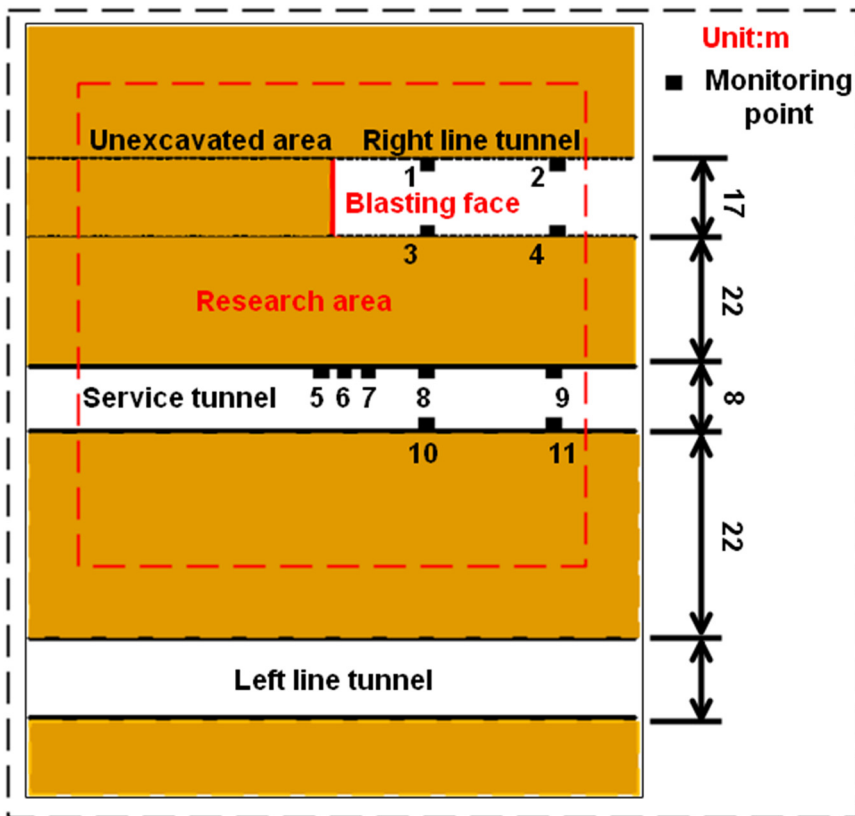 Unit:m
Monitoring
point
Unexcavated area
Right line tunnel
1
2
Blasting face
17
3
4
Research area
22
Service tunnel
5
6
7
8
9
8
10
11
22
Left line tunnel